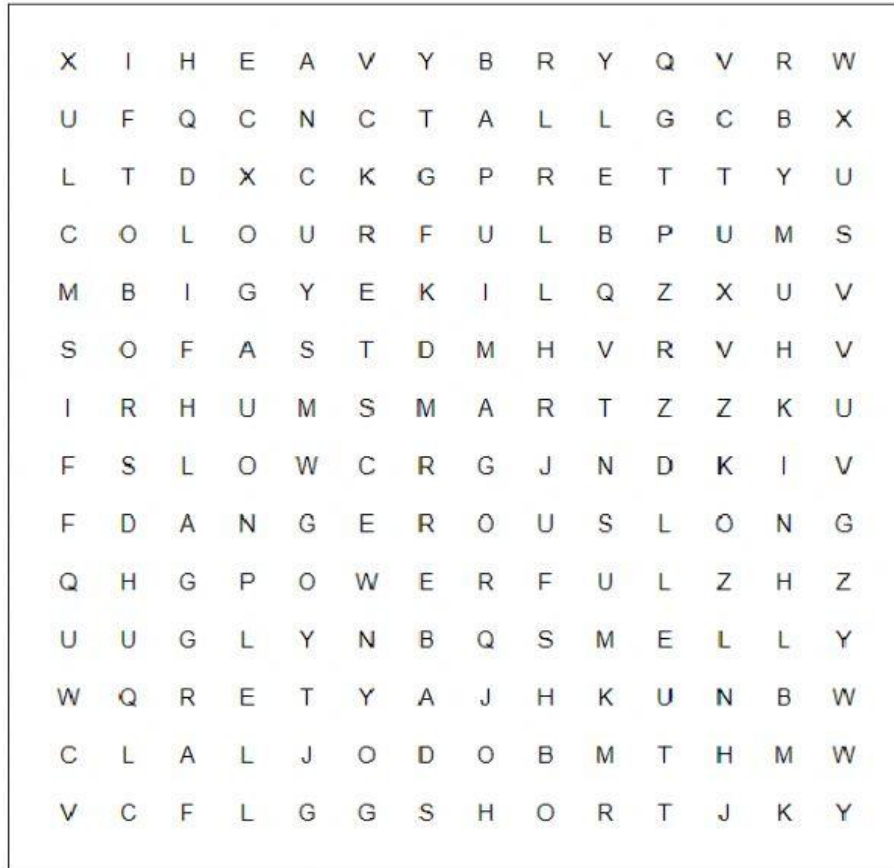 X I H E A V Y B R Y Q V R W
U F Q C N C T A L L G C B X
L T D X C K G P R E T T Y U
C O L O U R F U L B P U M S
M B I G Y E K I L Q Z X U V
S O F A S T D M H V R V H V
I R H U M S M A R T Z Z K U
F S L O W C R G J N D K I V
F D A N G E R O U S L O N G
Q H G P O W E R F U L Z H Z
U U G L Y N B Q S M E L L Y
W Q R E T Y A J H K U N B W
C L A L J O D O B M T H M W
V C F L G G S H O R T J K Y